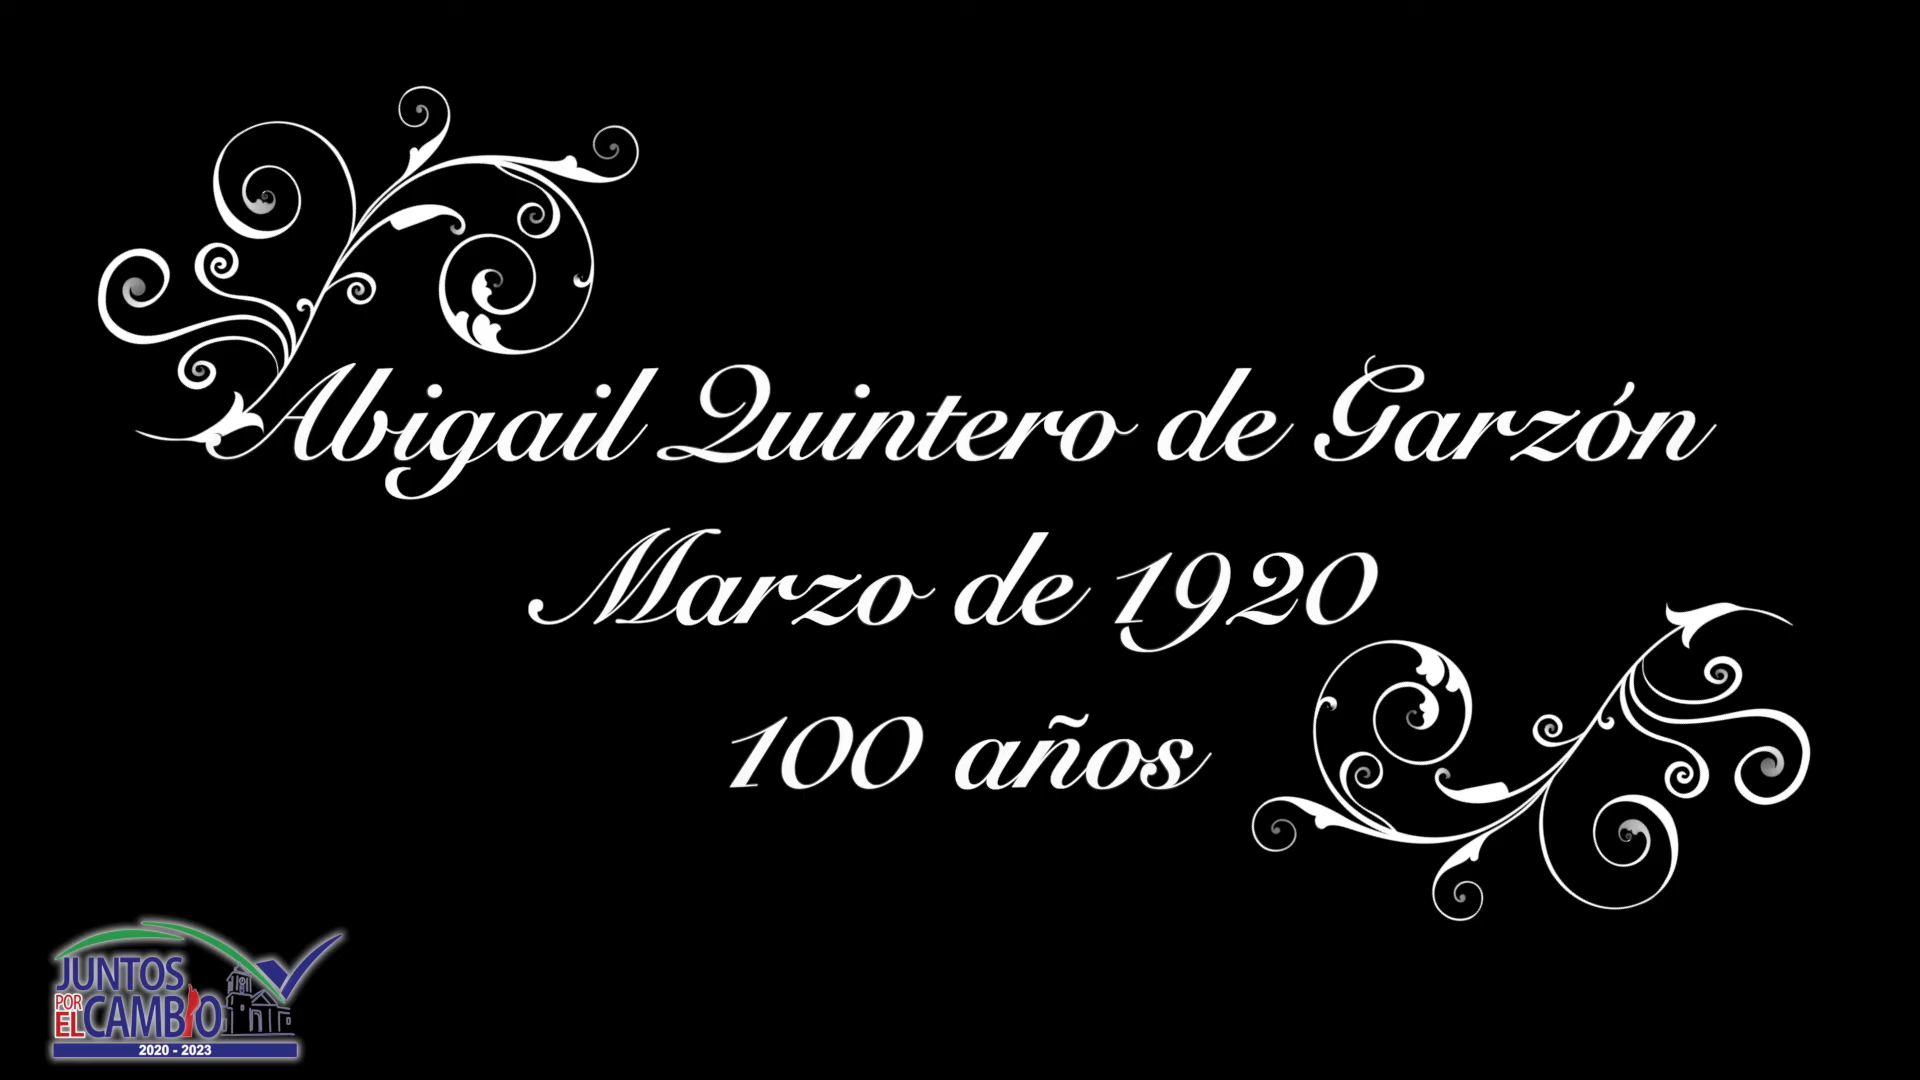 Abigail Quintero de Garzón
Marzo de 1920
100 años
JUNTOS
POR
EL CAMBIO
2020 - 2023